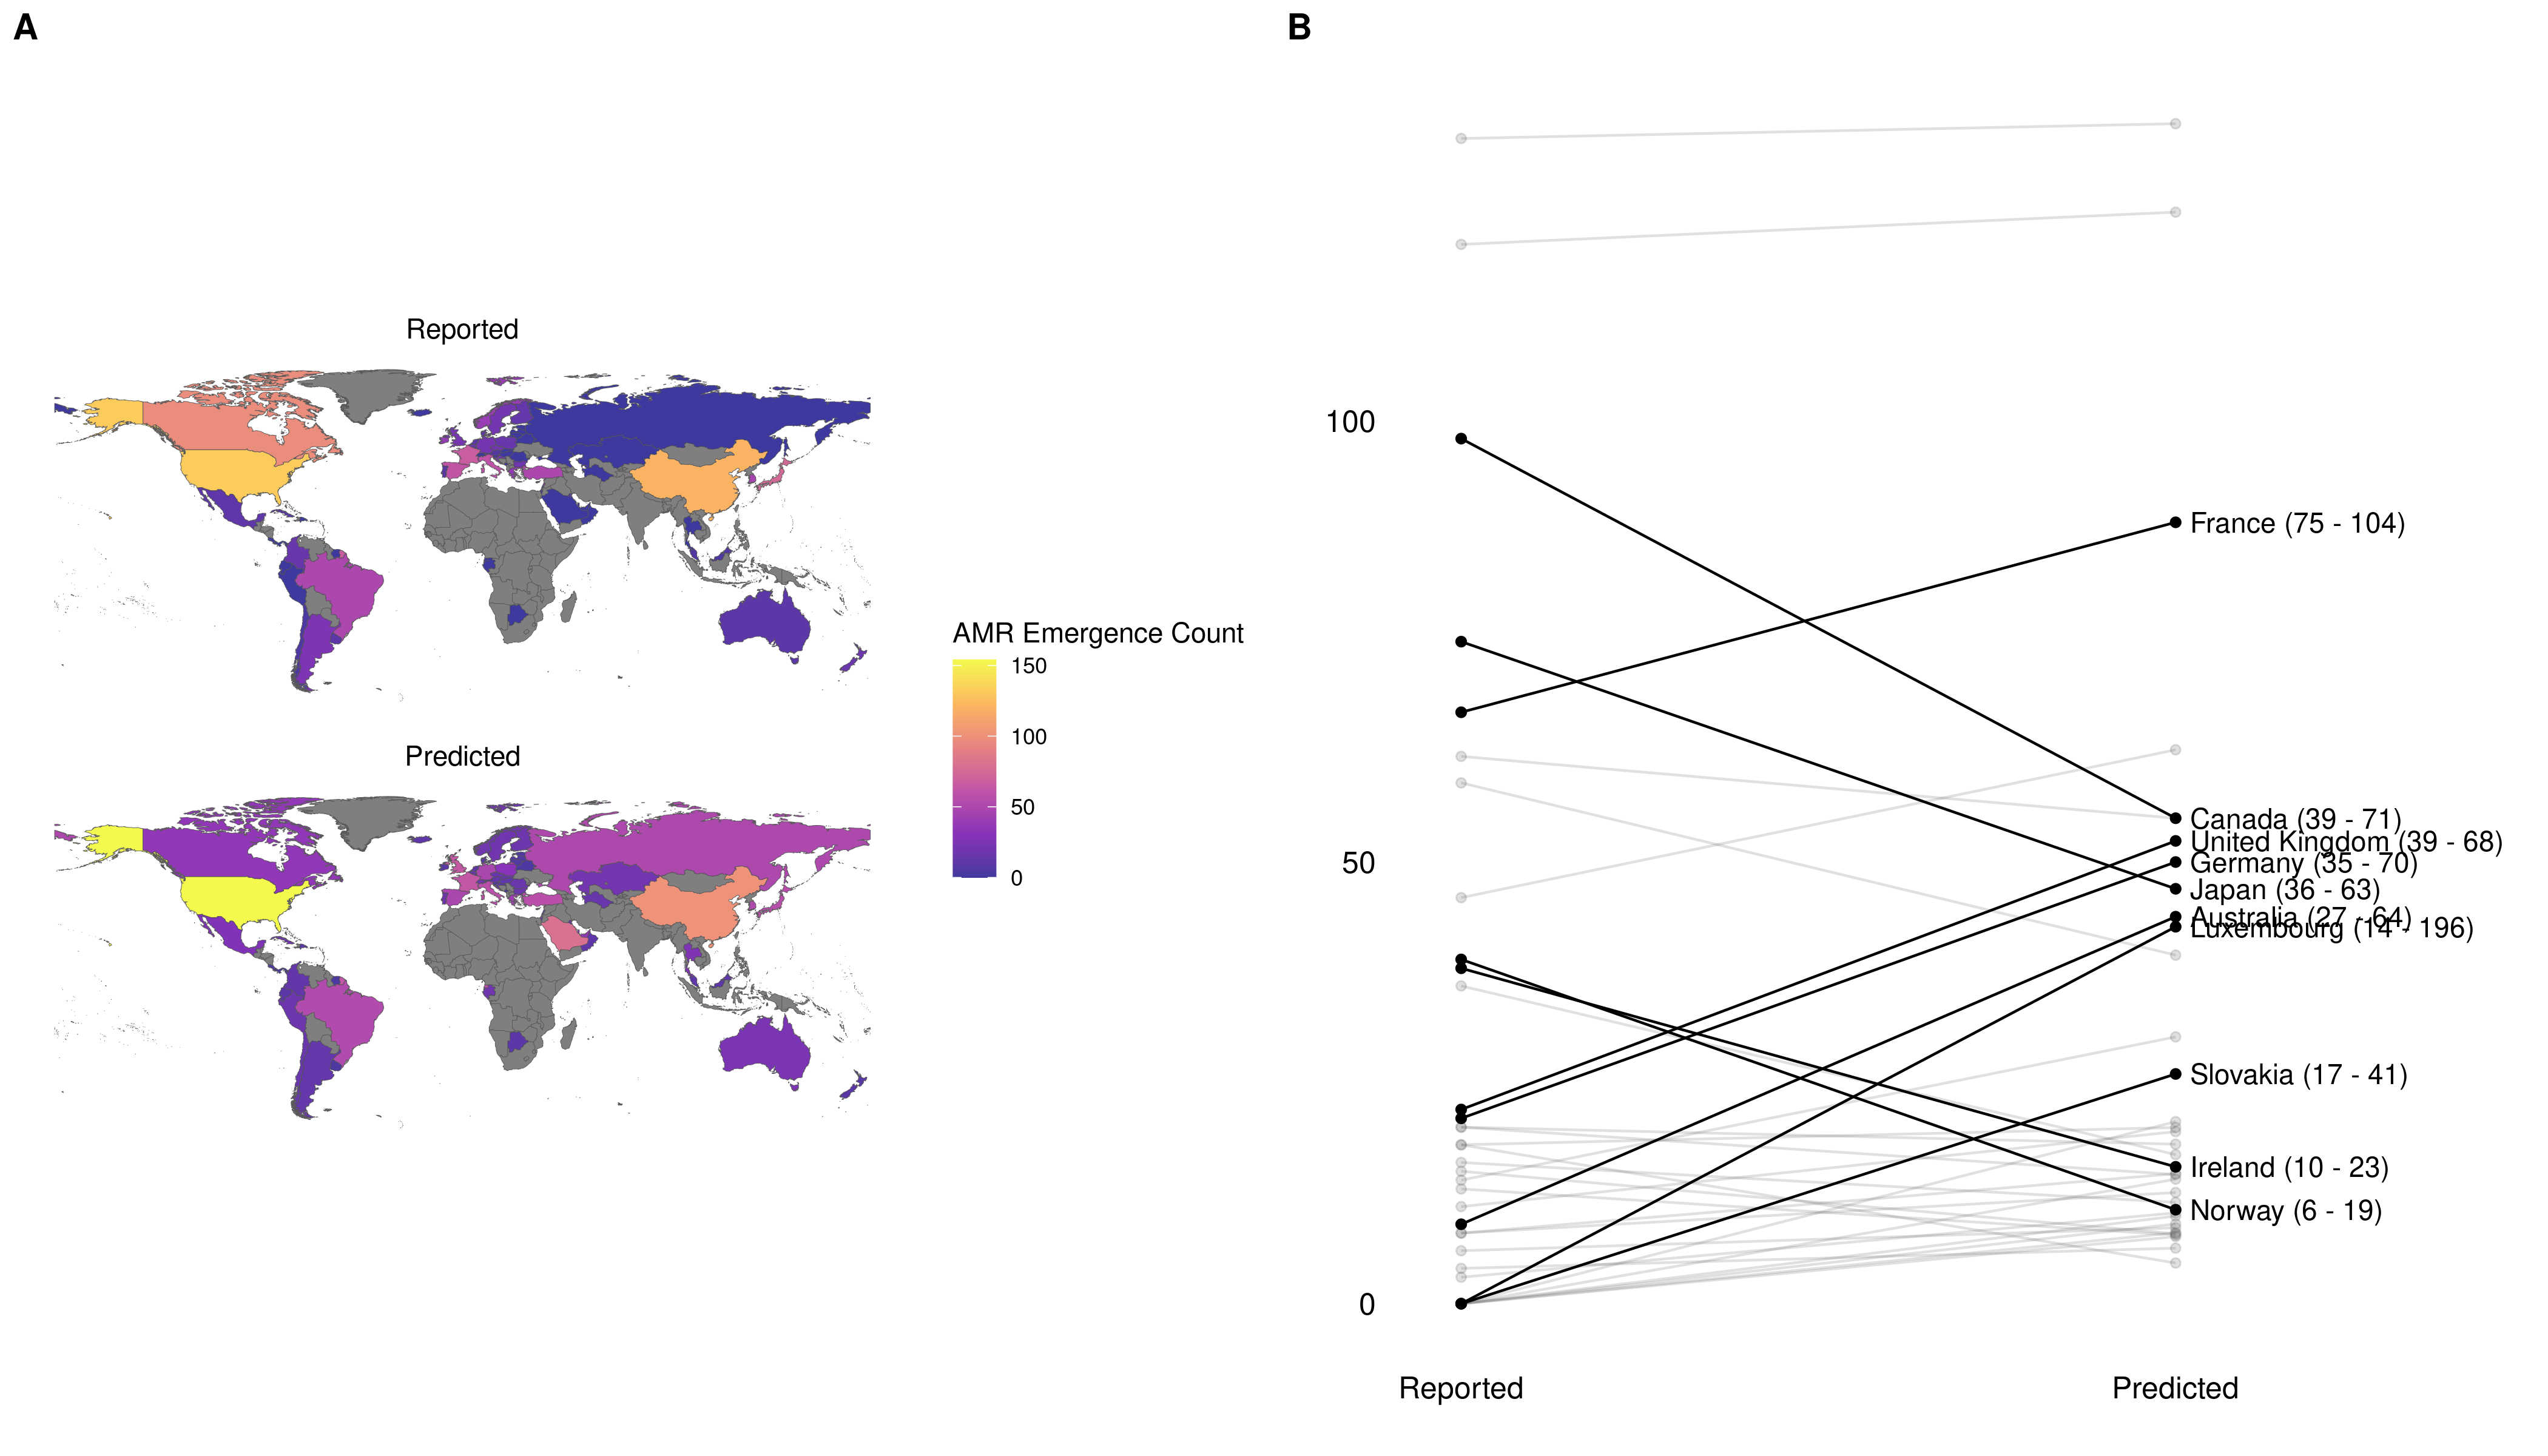 A
Reported
Predicted
AMR Emergence Count
150
100
50
0
B
100
50
0
France (75 - 104)
Canada (39 - 71)
United Kingdom (39 - 68)
Germany (35 - 70)
Japan (36 - 63)
Australia (27 - 64)
Luxembourg (14 - 196)
Slovakia (17 - 41)
Ireland (10 - 23)
Norway (6 - 19)
Reported
Predicted